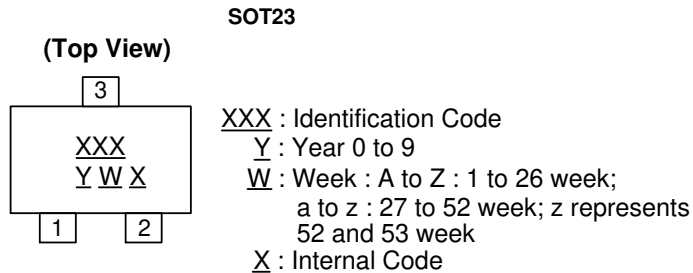 SOT23
(Top View)
3
XXX
Y W X
1 2
XXX : Identification Code
Y : Year 0 to 9
W : Week : A to Z : 1 to 26 week;
a to z : 27 to 52 week; z represents
52 and 53 week
X : Internal Code